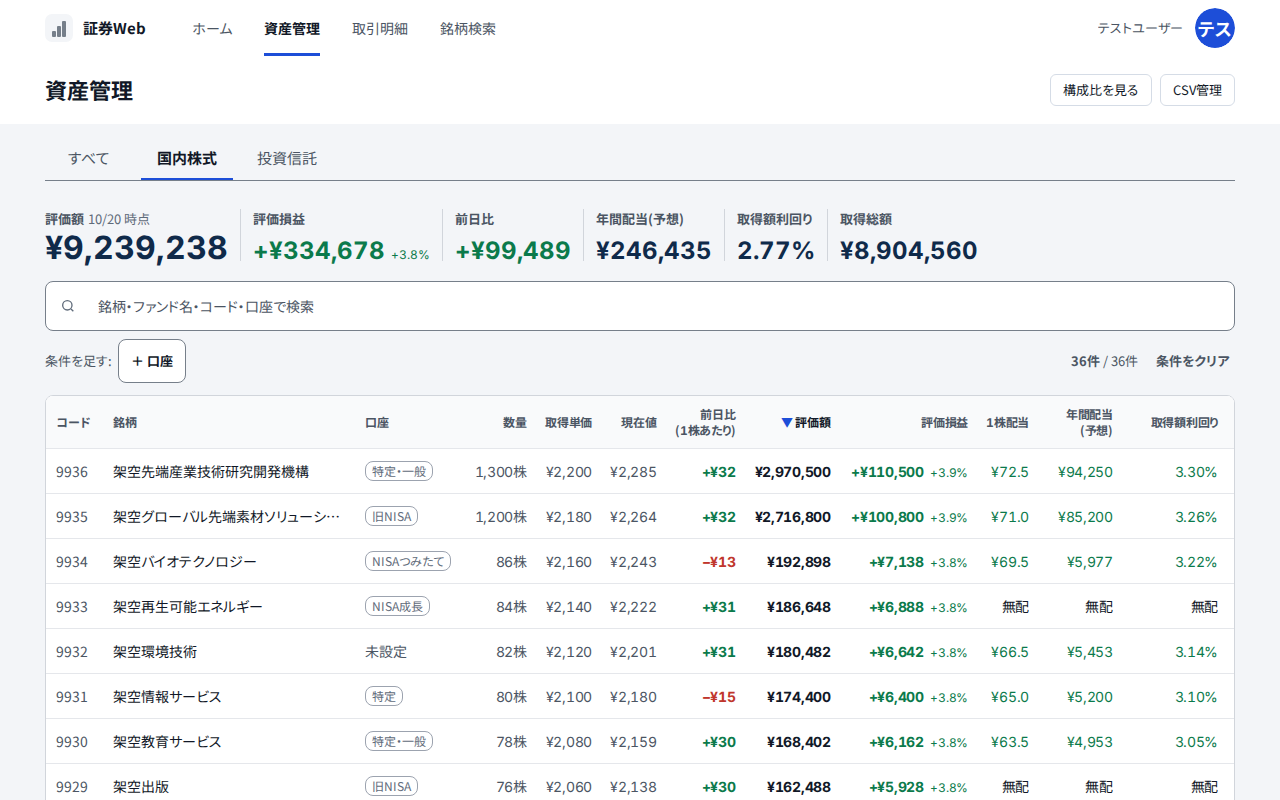 証券Web ホーム 資産管理 取引明細 銘柄検索 テストユーザー テス
資産管理 構成比を見る CSV管理
すべて 国内株式 投資信託
評価額 10/20 時点 評価損益 前日比 年間配当(予想) 取得額利回り 取得総額
¥9,239,238 +¥334,678 +3.8% +¥99,489 ¥246,435 2.77% ¥8,904,560
銘柄・ファンド名・コード・口座で検索
条件を足す: ＋ 口座 36件 / 36件 条件をクリア
コード 銘柄 口座 数量 取得単価 現在値 前日比 (1株あたり) ▼評価額 評価損益 1株配当 年間配当 (予想) 取得額利回り
9936 架空先端産業技術研究開発機構 特定・一般 1,300株 ¥2,200 ¥2,285 +¥32 ¥2,970,500 +¥110,500 +3.9% ¥72.5 ¥94,250 3.30%
9935 架空グローバル先端素材ソリューシ… 旧NISA 1,200株 ¥2,180 ¥2,264 +¥32 ¥2,716,800 +¥100,800 +3.9% ¥71.0 ¥85,200 3.26%
9934 架空バイオテクノロジー NISAつみたて 86株 ¥2,160 ¥2,243 −¥13 ¥192,898 +¥7,138 +3.8% ¥69.5 ¥5,977 3.22%
9933 架空再生可能エネルギー NISA成長 84株 ¥2,140 ¥2,222 +¥31 ¥186,648 +¥6,888 +3.8% 無配 無配 無配
9932 架空環境技術 未設定 82株 ¥2,120 ¥2,201 +¥31 ¥180,482 +¥6,642 +3.8% ¥66.5 ¥5,453 3.14%
9931 架空情報サービス 特定 80株 ¥2,100 ¥2,180 −¥15 ¥174,400 +¥6,400 +3.8% ¥65.0 ¥5,200 3.10%
9930 架空教育サービス 特定・一般 78株 ¥2,080 ¥2,159 +¥30 ¥168,402 +¥6,162 +3.8% ¥63.5 ¥4,953 3.05%
9929 架空出版 旧NISA 76株 ¥2,060 ¥2,138 +¥30 ¥162,488 +¥5,928 +3.8% 無配 無配 無配